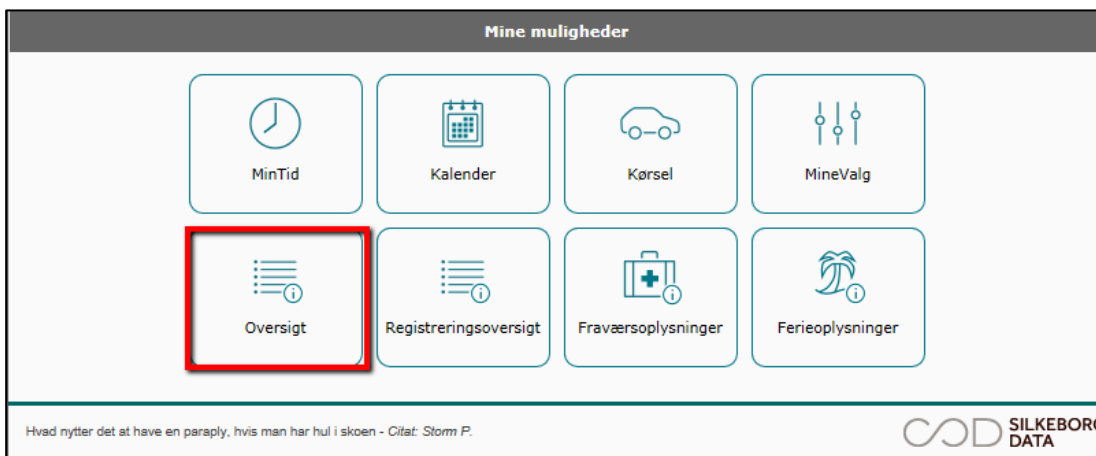 Mine muligheder
MinTid
Kalender
Kørsel
MineValg
Oversigt
Registreringsoversigt
Fraværsoplysninger
Ferieoplysninger
Hvad nytter det at have en paraply, hvis man har hul i skoen - Citat: Storm P.
SILKEBORG
DATA